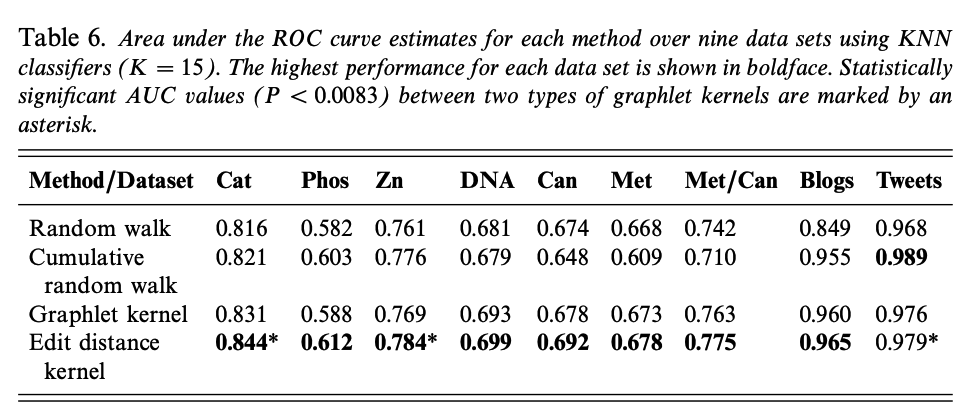 Table 6. Area under the ROC curve estimates for each method over nine data sets using KNN
classifiers (K = 15). The highest performance for each data set is shown in boldface. Statistically
significant AUC values (P < 0.0083) between two types of graphlet kernels are marked by an
asterisk.
Method/Dataset Cat Phos Zn DNA Can Met Met/Can Blogs Tweets
Random walk 0.816 0.582 0.761 0.681 0.674 0.668 0.742 0.849 0.968
Cumulative 0.821 0.603 0.776 0.679 0.648 0.609 0.710 0.955 0.989
random walk
Graphlet kernel 0.831 0.588 0.769 0.693 0.678 0.673 0.763 0.960 0.976
Edit distance 0.844* 0.612 0.784* 0.699 0.692 0.678 0.775 0.965 0.979*
kernel